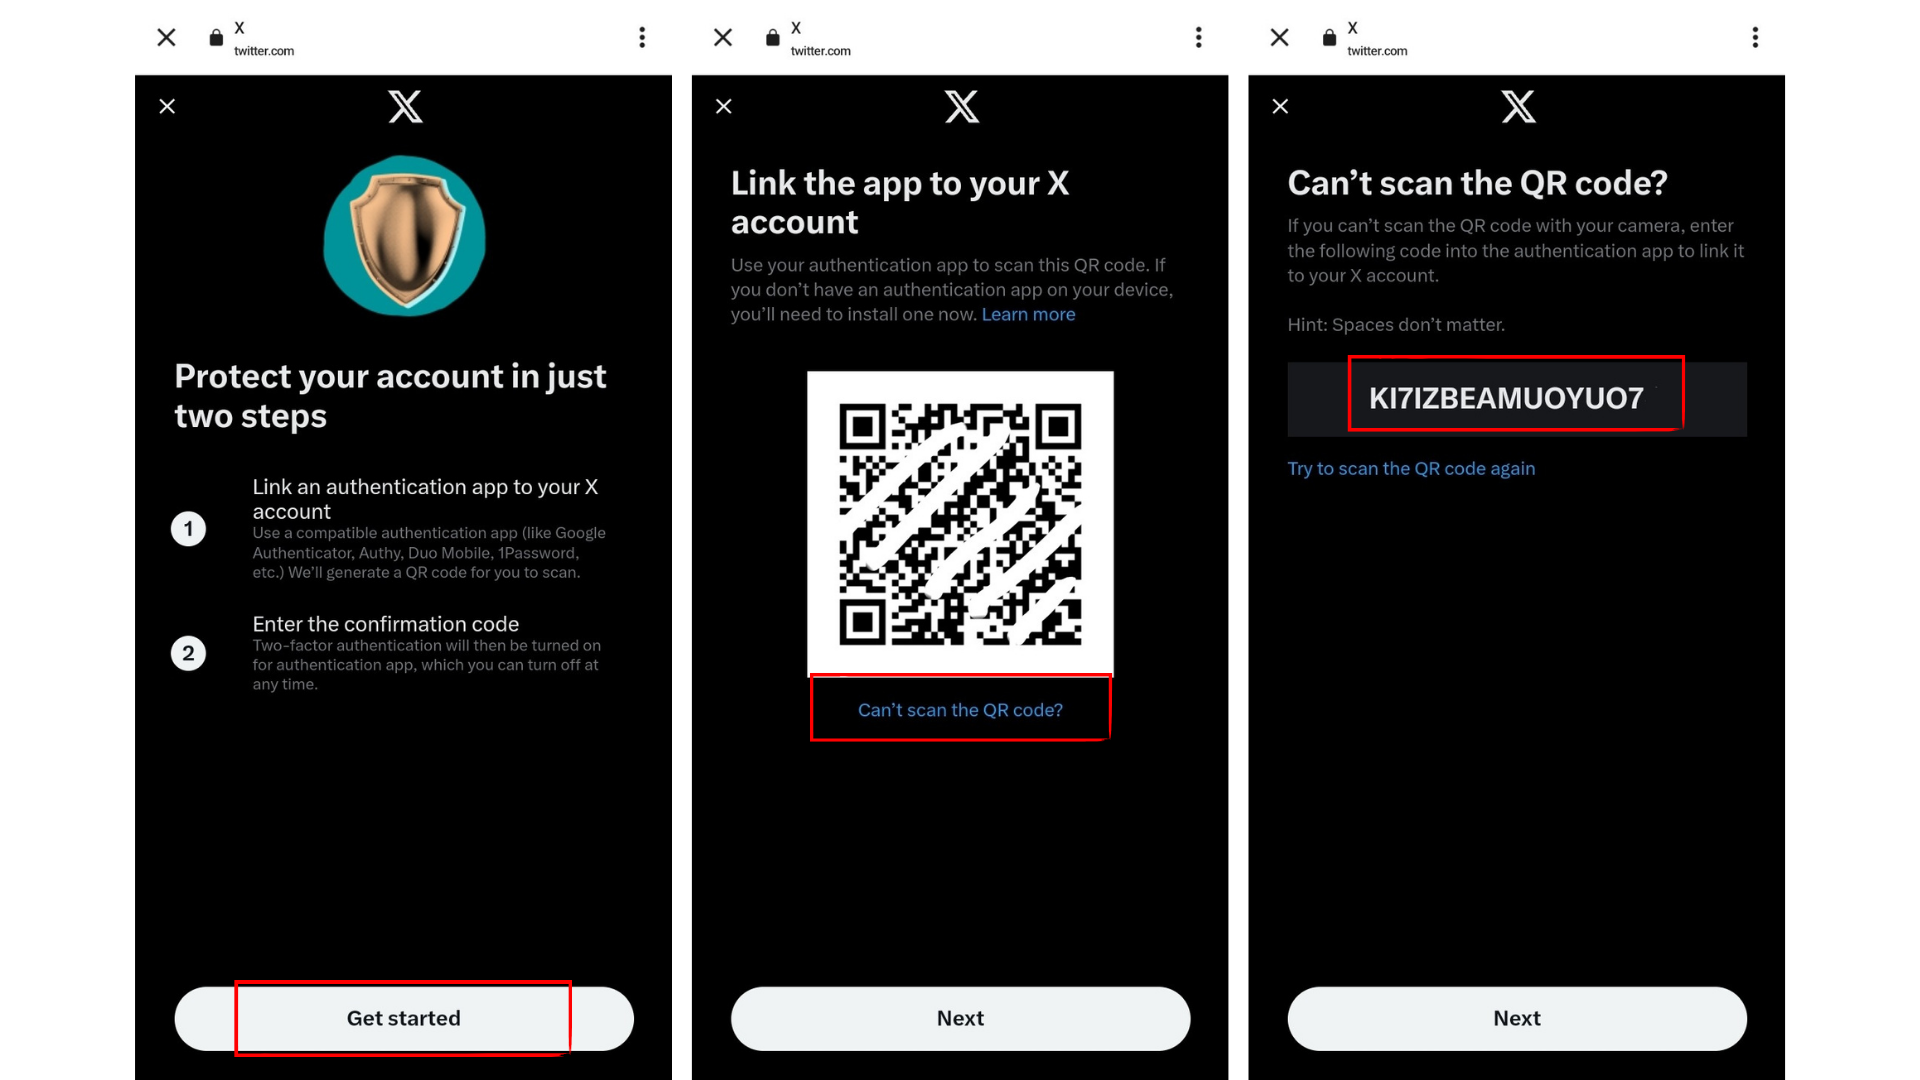 X
twitter.com
Protect your account in just
two steps
1
Link an authentication app to your X
account
Use a compatible authentication app (like Google
Authenticator, Authy, Duo Mobile, 1Password,
etc.) We'll generate a QR code for you to scan.
2
Enter the confirmation code
Two-factor authentication will then be turned on
for authentication app, which you can turn off at
any time.
Get started
X
twitter.com
Link the app to your X
account
Use your authentication app to scan this QR code. If
you don't have an authentication app on your device,
you'll need to install one now. Learn more
Can't scan the QR code?
Next
X
twitter.com
Can't scan the QR code?
If you can't scan the QR code with your camera, enter
the following code into the authentication app to link it
to your X account.
Hint: Spaces don't matter.
KI7IZBEAMUOYUO7
Try to scan the QR code again
Next